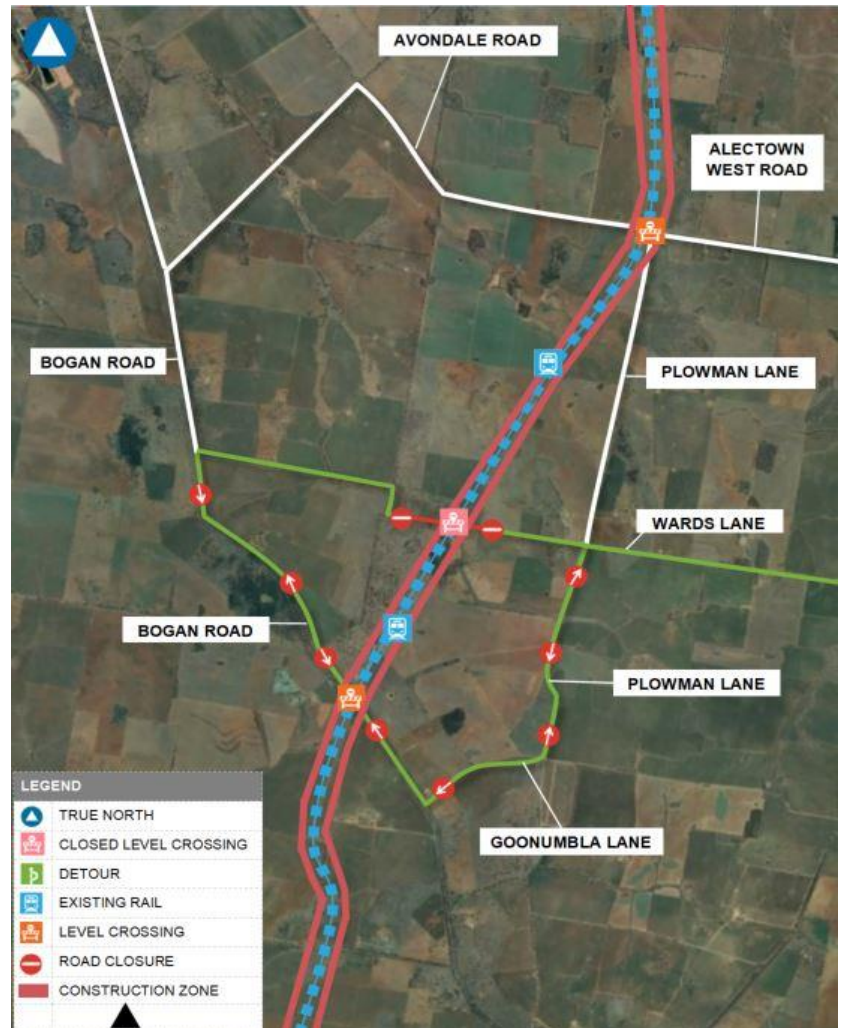 AVONDALE ROAD
ALECTOWN
WEST ROAD
BOGAN ROAD
PLOWMAN LANE
WARDS LANE
BOGAN ROAD
PLOWMAN LANE
GOONUMBLA LANE
LEGEND
TRUE NORTH
CLOSED LEVEL CROSSING
DETOUR
EXISTING RAIL
LEVEL CROSSING
ROAD CLOSURE
CONSTRUCTION ZONE